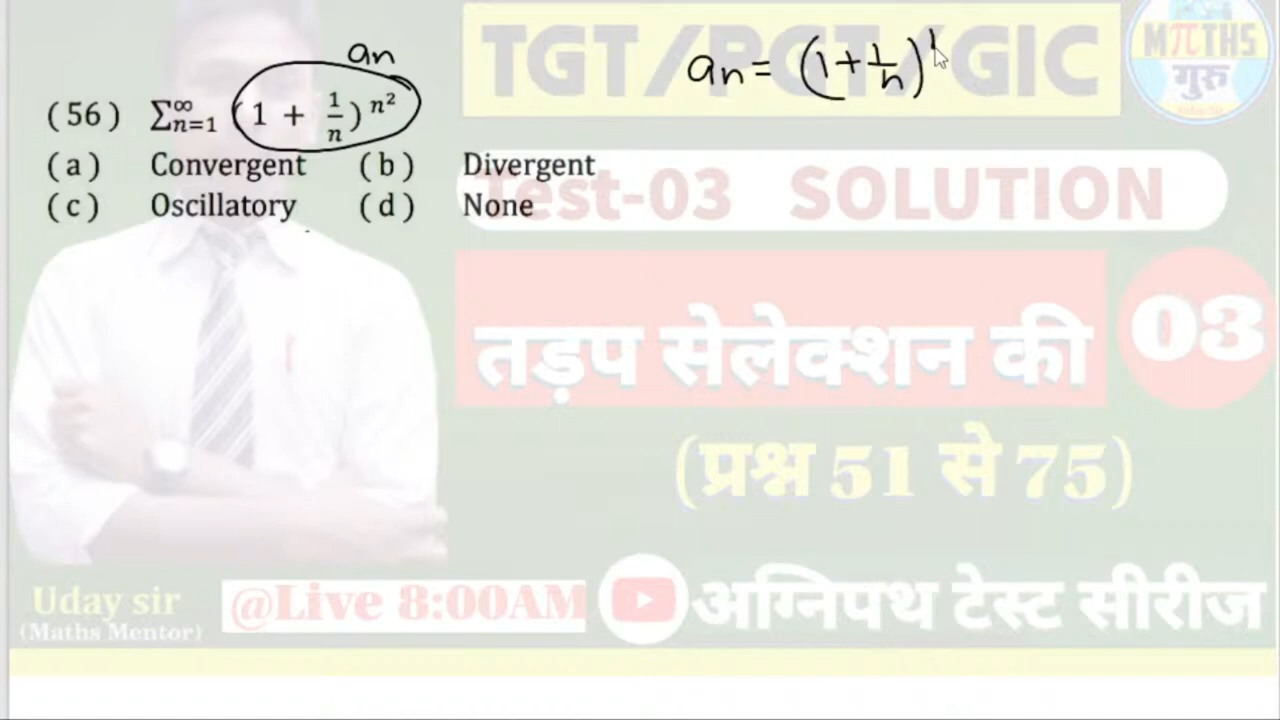 TGT/PGT/GIC
MπTHS
गुरु
an
an = (1+1/n)
(56) ∑_{n=1}^{∞} (1 + 1/n)^{n²}
(a) Convergent (b) Divergent
(c) Oscillatory (d) None
Test-03 SOLUTION
तड़प सेलेक्शन की
03
(प्रश्न 51 से 75)
Uday sir
(Maths Mentor)
@Live 8:00AM
अग्निपथ टेस्ट सीरीज